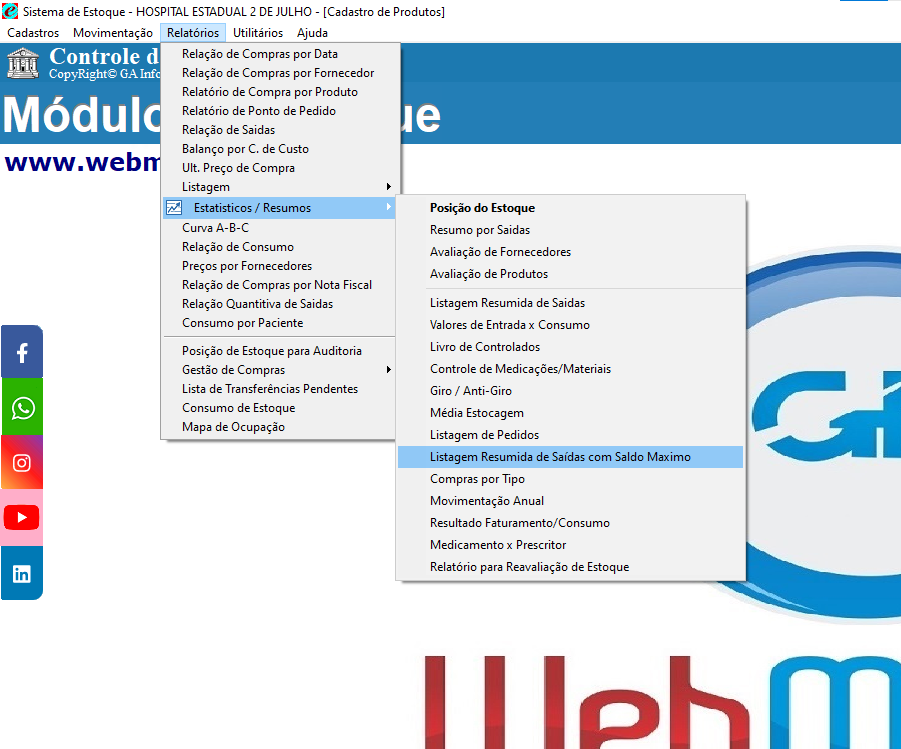 Sistema de Estoque - HOSPITAL ESTADUAL 2 DE JULHO - [Cadastro de Produtos]
Cadastros Movimentação Relatórios Utilitários Ajuda
Controle d
CopyRight© GA Info
Módulo ue
www.webm
Relação de Compras por Data
Relação de Compras por Fornecedor
Relatório de Compra por Produto
Relatório de Ponto de Pedido
Relação de Saidas
Balanço por C. de Custo
Ult. Preço de Compra
Listagem
Estatisticos / Resumos
Curva A-B-C
Relação de Consumo
Preços por Fornecedores
Relação de Compras por Nota Fiscal
Relação Quantitiva de Saidas
Consumo por Paciente
Posição de Estoque para Auditoria
Gestão de Compras
Lista de Transferências Pendentes
Consumo de Estoque
Mapa de Ocupação
Posição do Estoque
Resumo por Saidas
Avaliação de Fornecedores
Avaliação de Produtos
Listagem Resumida de Saidas
Valores de Entrada x Consumo
Livro de Controlados
Controle de Medicações/Materiais
Giro / Anti-Giro
Média Estocagem
Listagem de Pedidos
Listagem Resumida de Saídas com Saldo Maximo
Compras por Tipo
Movimentação Anual
Resultado Faturamento/Consumo
Medicamento x Prescritor
Relatório para Reavaliação de Estoque
WebM